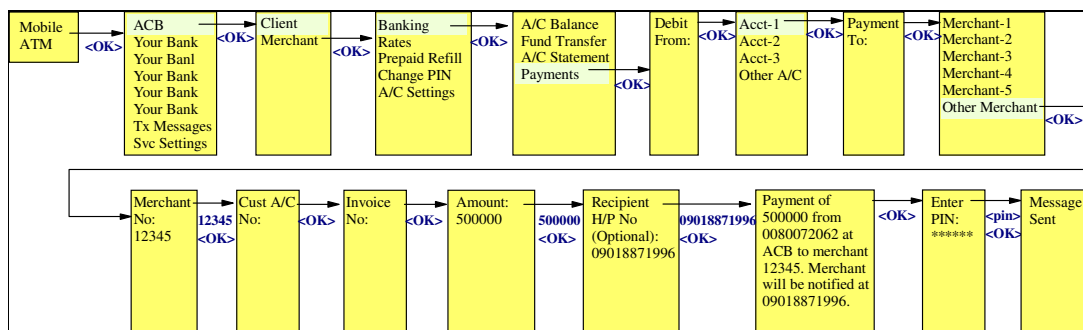 Mobile
ATM
<OK>
ACB
Your Bank
Your Banl
Your Bank
Your Bank
Your Bank
Tx Messages
Svc Settings
<OK>
Client
Merchant
<OK>
Banking
Rates
Prepaid Refill
Change PIN
A/C Settings
A/C Balance
Fund Transfer
A/C Statement
Payments
<OK>
Debit
From:
<OK>
Acct-1
Acct-2
Acct-3
Other A/C
<OK>
Payment
To:
<OK>
Merchant-1
Merchant-2
Merchant-3
Merchant-4
Merchant-5
Other Merchant
<OK>
Merchant
No:
12345
12345
<OK>
Cust A/C
No:
<OK>
Invoice
No:
<OK>
Amount:
500000
500000
<OK>
Recipient
H/P No
(Optional):
09018871996
09018871996
<OK>
Payment of
500000 from
0080072062 at
ACB to merchant
12345. Merchant
will be notified at
09018871996.
<OK>
Enter
PIN:
******
<pin>
<OK>
Message
Sent